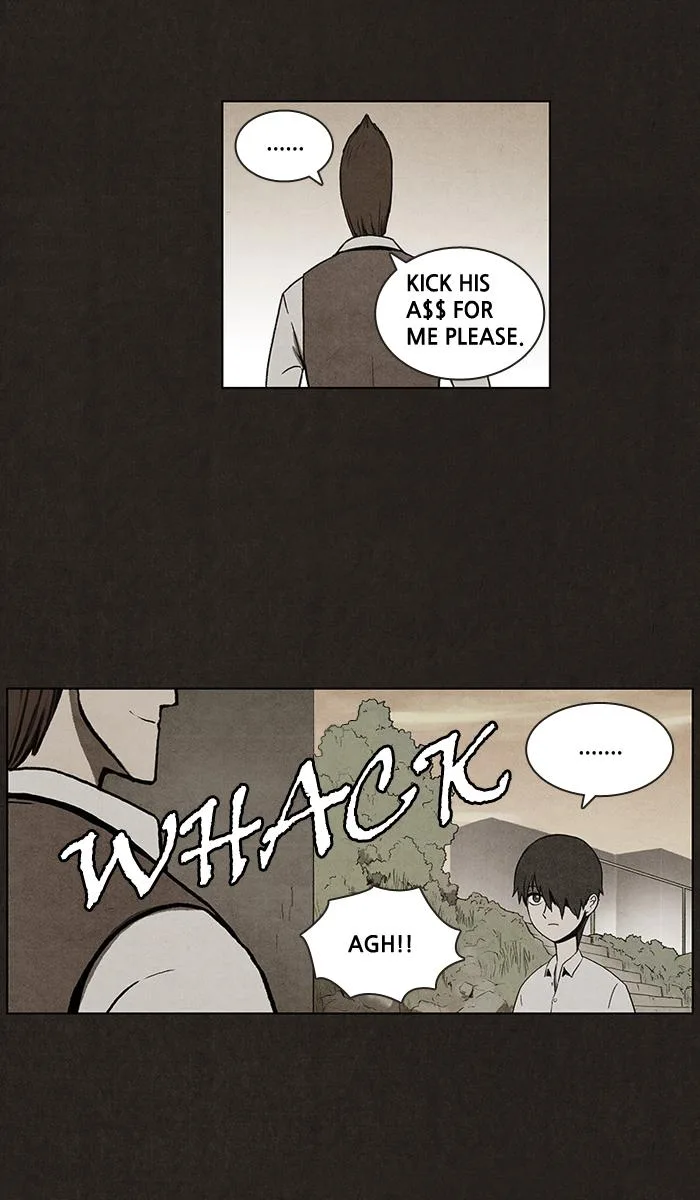 ......
KICK HIS
A$$ FOR
ME PLEASE.
.......
WHACK
AGH!!